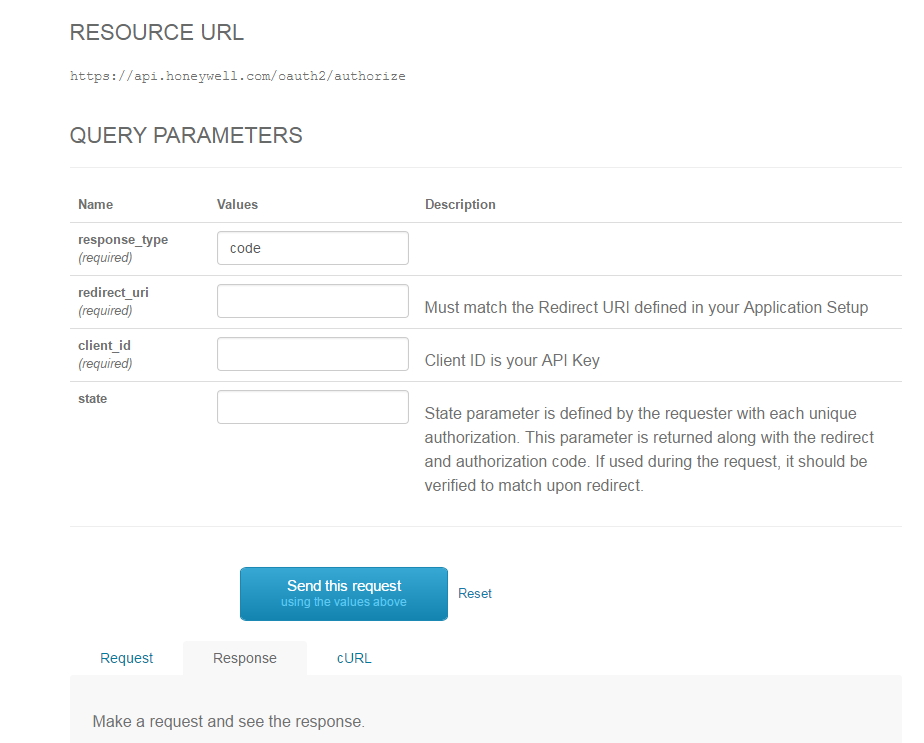 RESOURCE URL
https://api.honeywell.com/oauth2/authorize
QUERY PARAMETERS
Name Values Description
response_type code
(required)
redirect_uri
(required) Must match the Redirect URI defined in your Application Setup
client_id
(required) Client ID is your API Key
state
State parameter is defined by the requester with each unique
authorization. This parameter is returned along with the redirect
and authorization code. If used during the request, it should be
verified to match upon redirect.
Send this request
using the values above
Reset
Request Response cURL
Make a request and see the response.